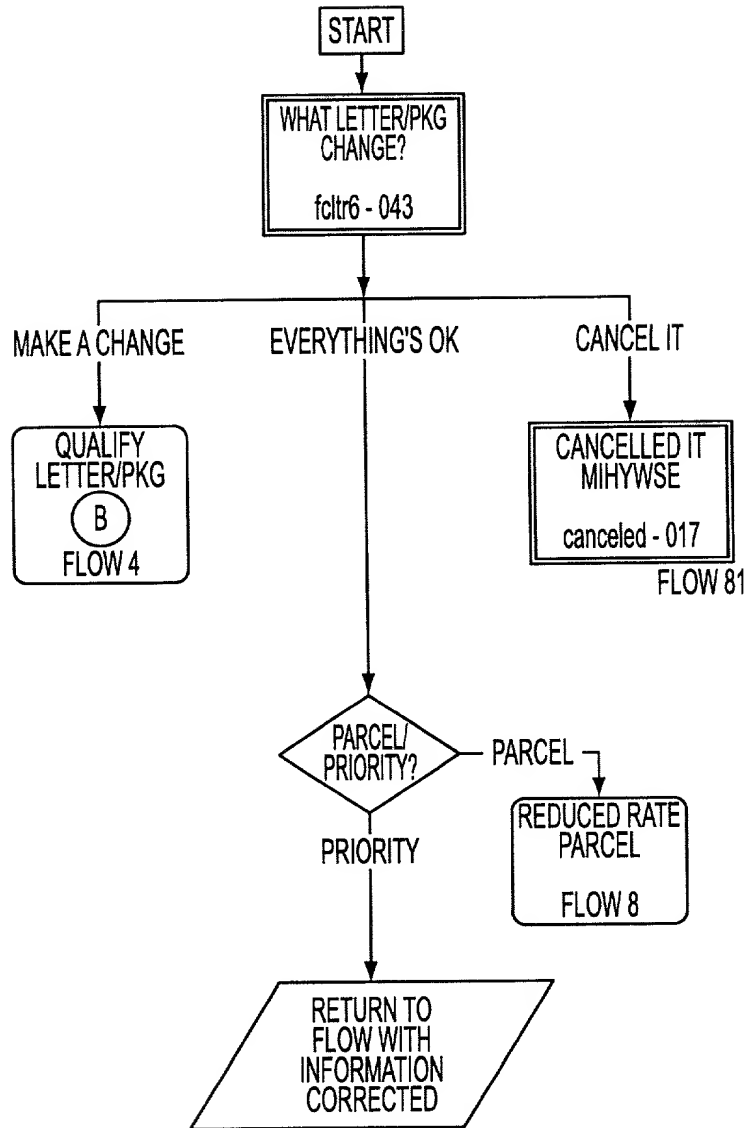 START
WHAT LETTER/PKG
CHANGE?
fcltr6 - 043
MAKE A CHANGE
EVERYTHING'S OK
CANCEL IT
QUALIFY
LETTER/PKG
B
FLOW 4
CANCELLED IT
MIHYWSE
canceled - 017
FLOW 81
PARCEL/
PRIORITY?
PARCEL
REDUCED RATE
PARCEL
FLOW 8
PRIORITY
RETURN TO
FLOW WITH
INFORMATION
CORRECTED